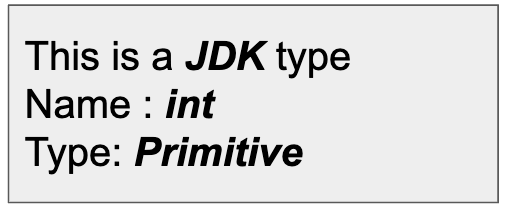 This is a JDK type
Name : int
Type: Primitive